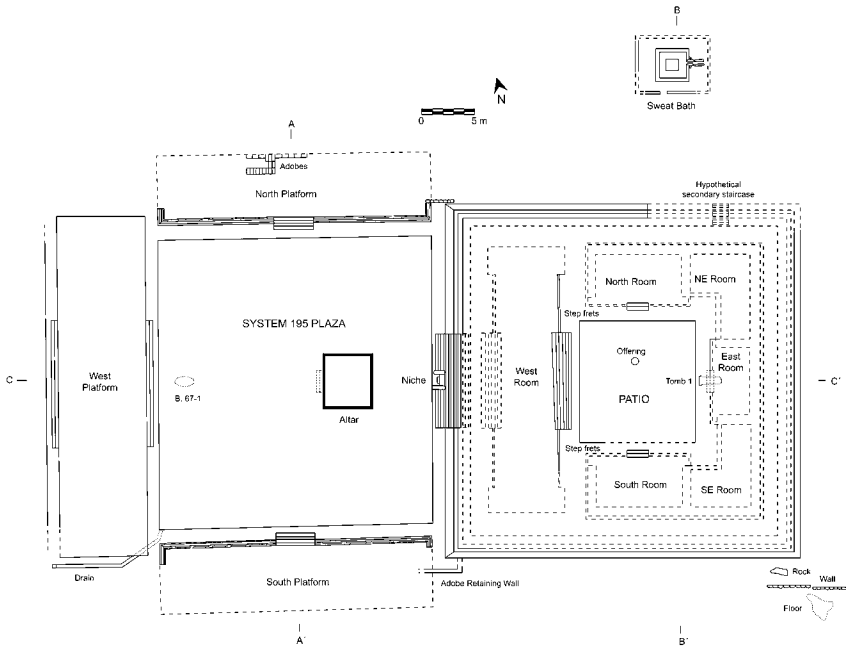 B
Sweat Bath
N
0 5 m
A
Adobes
North Platform
Hypothetical
secondary staircase
North Room
NE Room
Step frets
SYSTEM 195 PLAZA
Offering
East
Room
West
Platform
West
Room
C
Niche
Tomb 1
C´
B. 67-1
PATIO
Altar
Step frets
South Room
SE Room
Drain
South Platform
Adobe Retaining Wall
Rock
Wall
Floor
A´
B´